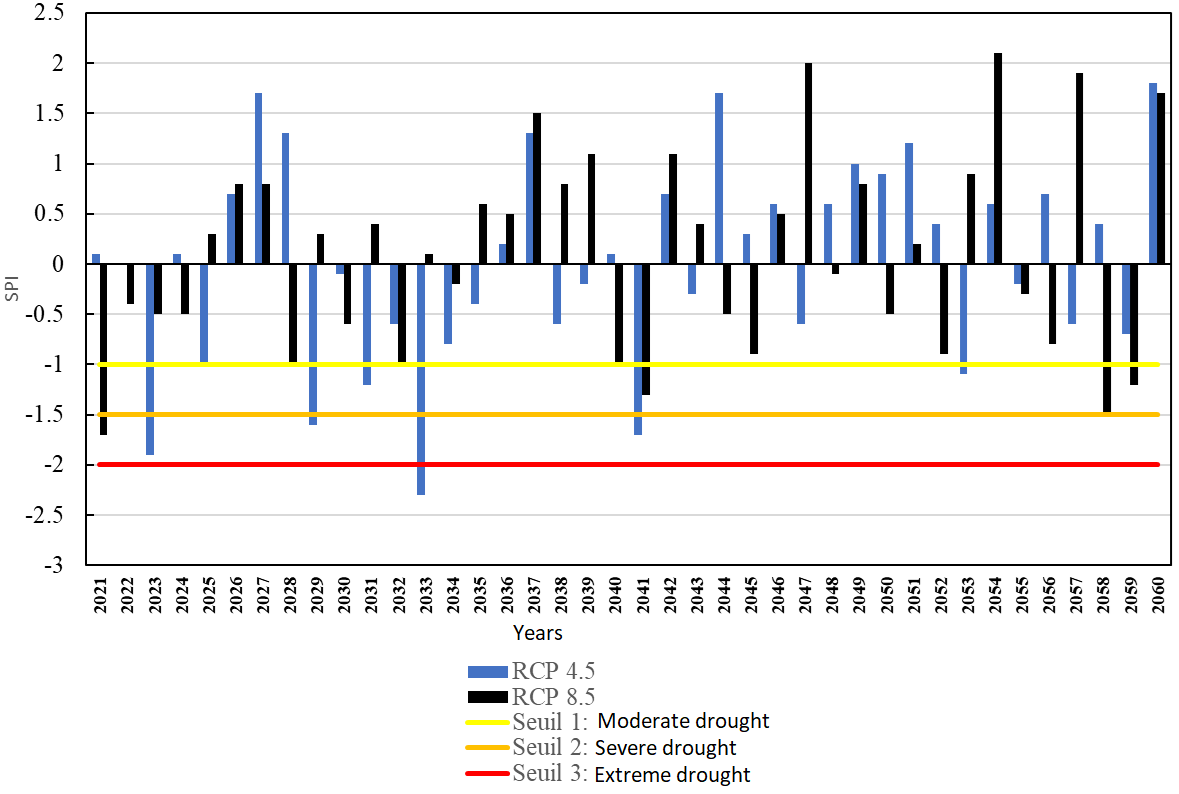 2.5
2
1.5
1
0.5
0
-0.5
-1
-1.5
-2
-2.5
-3
SPI
2021 2022 2023 2024 2025 2026 2027 2028 2029 2030 2031 2032 2033 2034 2035 2036 2037 2038 2039 2040 2041 2042 2043 2044 2045 2046 2047 2048 2049 2050 2051 2052 2053 2054 2055 2056 2057 2058 2059 2060
Years
RCP 4.5
RCP 8.5
Seuil 1: Moderate drought
Seuil 2: Severe drought
Seuil 3: Extreme drought